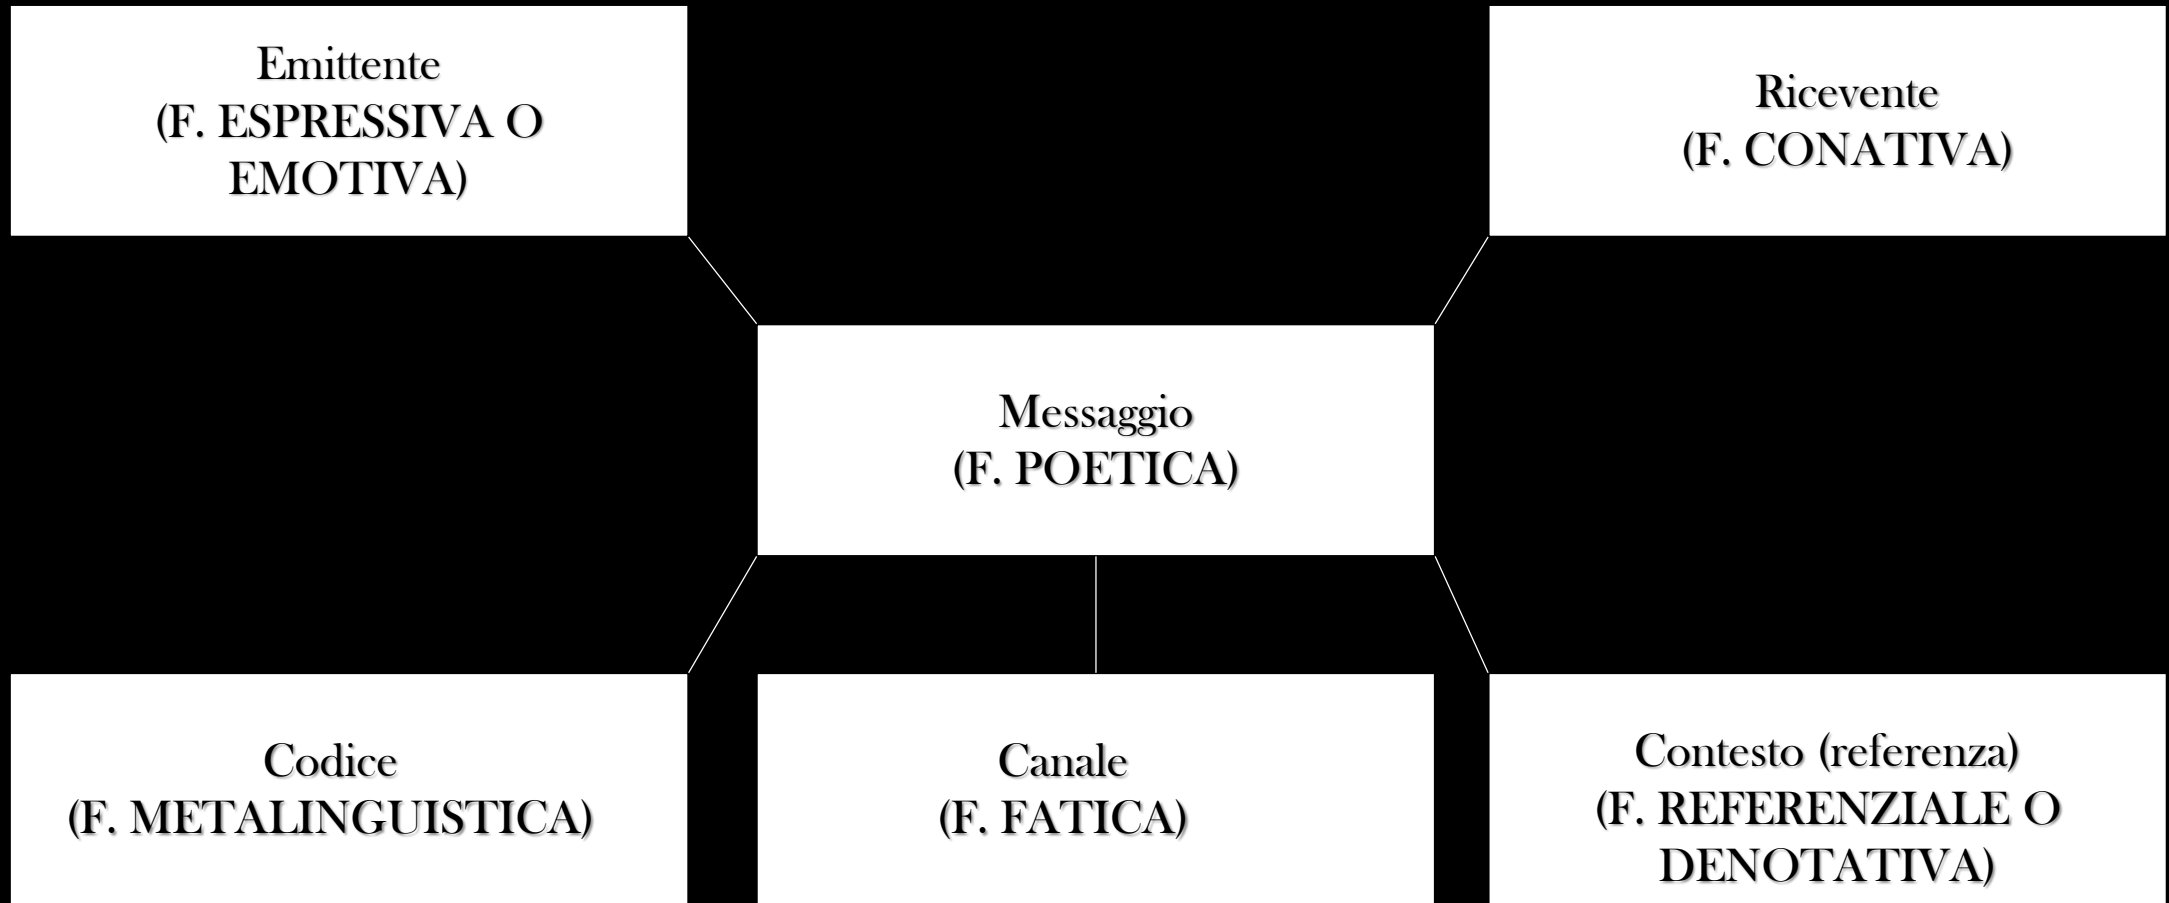 Emittente
(F. ESPRESSIVA O
EMOTIVA)
Ricevente
(F. CONATIVA)
Messaggio
(F. POETICA)
Codice
(F. METALINGUISTICA)
Canale
(F. FATICA)
Contesto (referenza)
(F. REFERENZIALE O
DENOTATIVA)